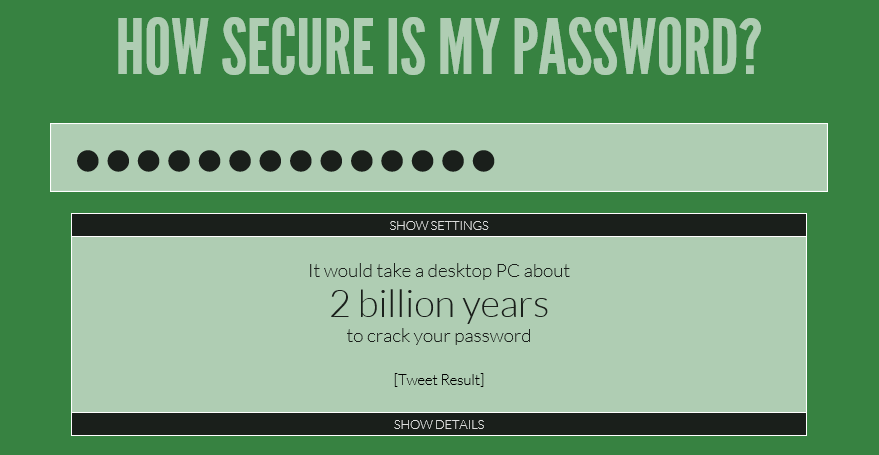 HOW SECURE IS MY PASSWORD?
SHOW SETTINGS
It would take a desktop PC about
2 billion years
to crack your password
[Tweet Result]
SHOW DETAILS